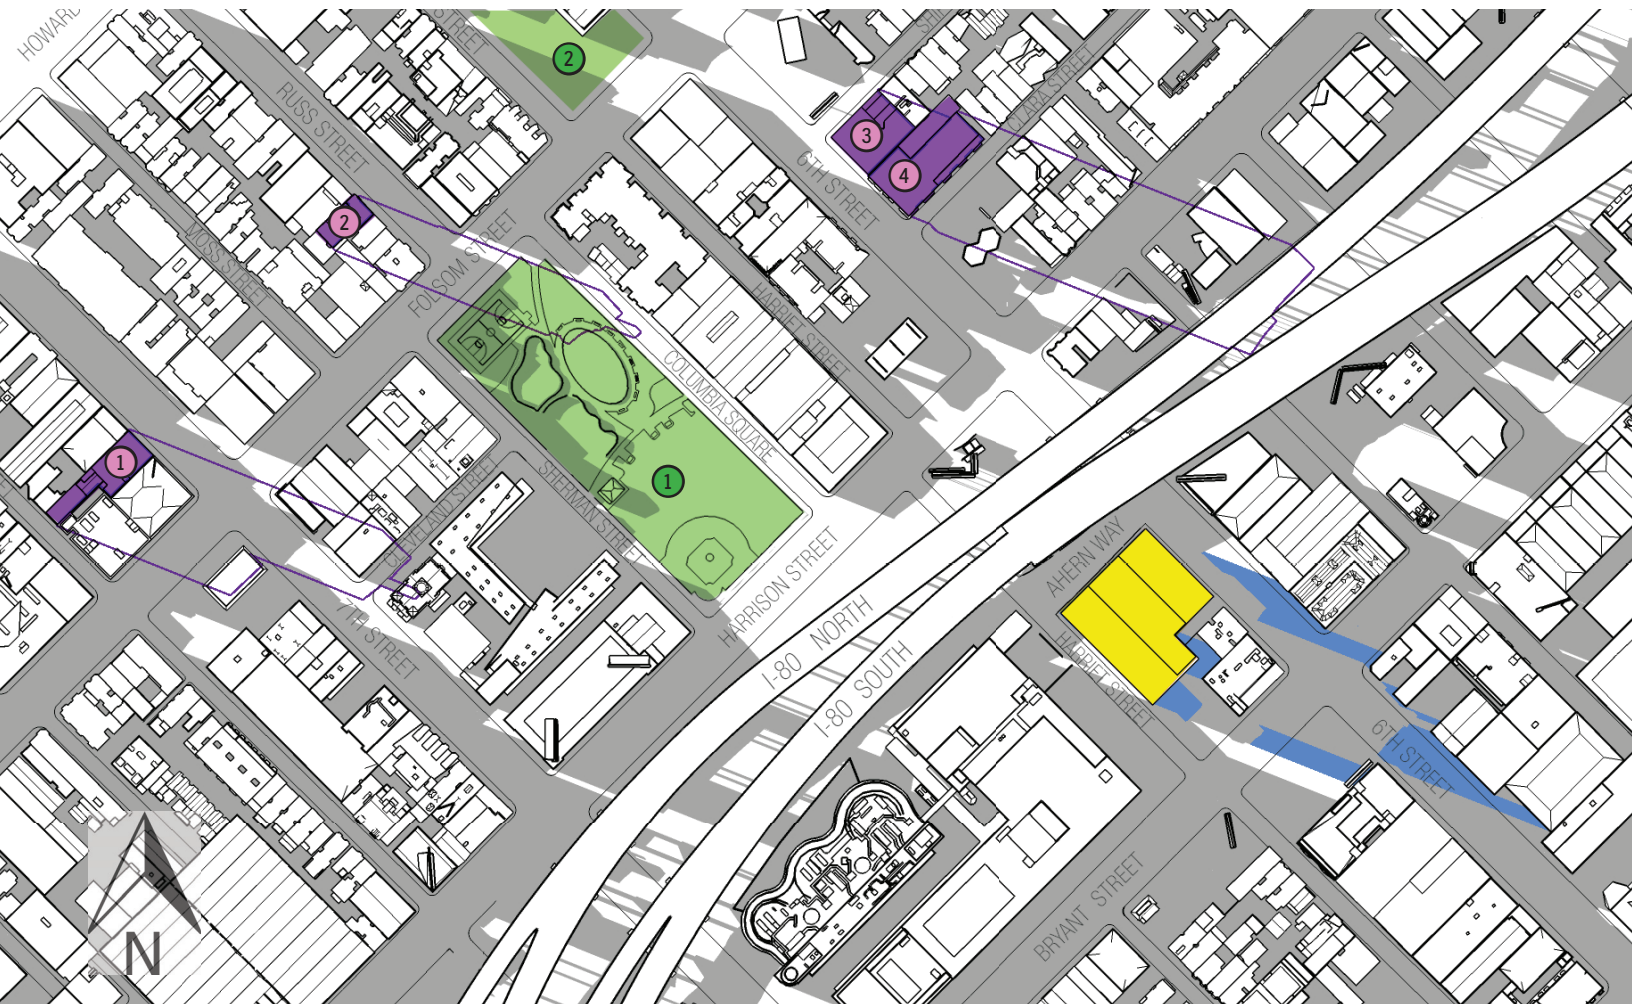 HOWARD
STREET
2
RUSS STREET
CLARA STREET
3
4
6TH STREET
2
MOSS STREET
FOLSOM STREET
HARRIET STREET
COLUMBIA SQUARE
1
CLEVELAND STREET
SHERMAN STREET
1
HARRISON STREET
AHERN WAY
7TH STREET
I-80 NORTH
I-80 SOUTH
HARRIET STREET
6TH STREET
BRYANT STREET
N